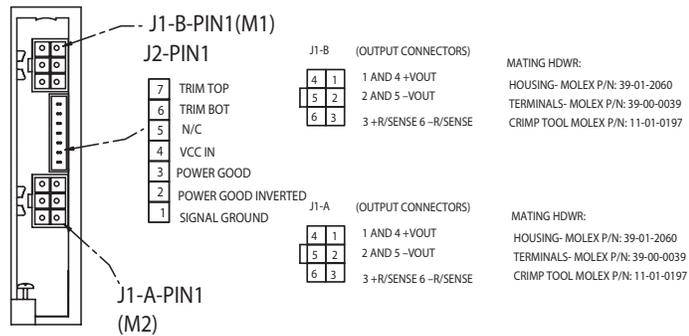 J1-B-PIN1(M1)
J2-PIN1
7 TRIM TOP
6 TRIM BOT
5 N/C
4 VCC IN
3 POWER GOOD
2 POWER GOOD INVERTED
1 SIGNAL GROUND
J1-A-PIN1
(M2)
J1-B (OUTPUT CONNECTORS)
4 1 1 AND 4 +VOUT
5 2 2 AND 5 –VOUT
6 3 3 +R/SENSE 6 –R/SENSE
MATING HDWR:
HOUSING- MOLEX P/N: 39-01-2060
TERMINALS- MOLEX P/N: 39-00-0039
CRIMP TOOL MOLEX P/N: 11-01-0197
J1-A (OUTPUT CONNECTORS)
4 1 1 AND 4 +VOUT
5 2 2 AND 5 –VOUT
6 3 3 +R/SENSE 6 –R/SENSE
MATING HDWR:
HOUSING- MOLEX P/N: 39-01-2060
TERMINALS- MOLEX P/N: 39-00-0039
CRIMP TOOL MOLEX P/N: 11-01-0197